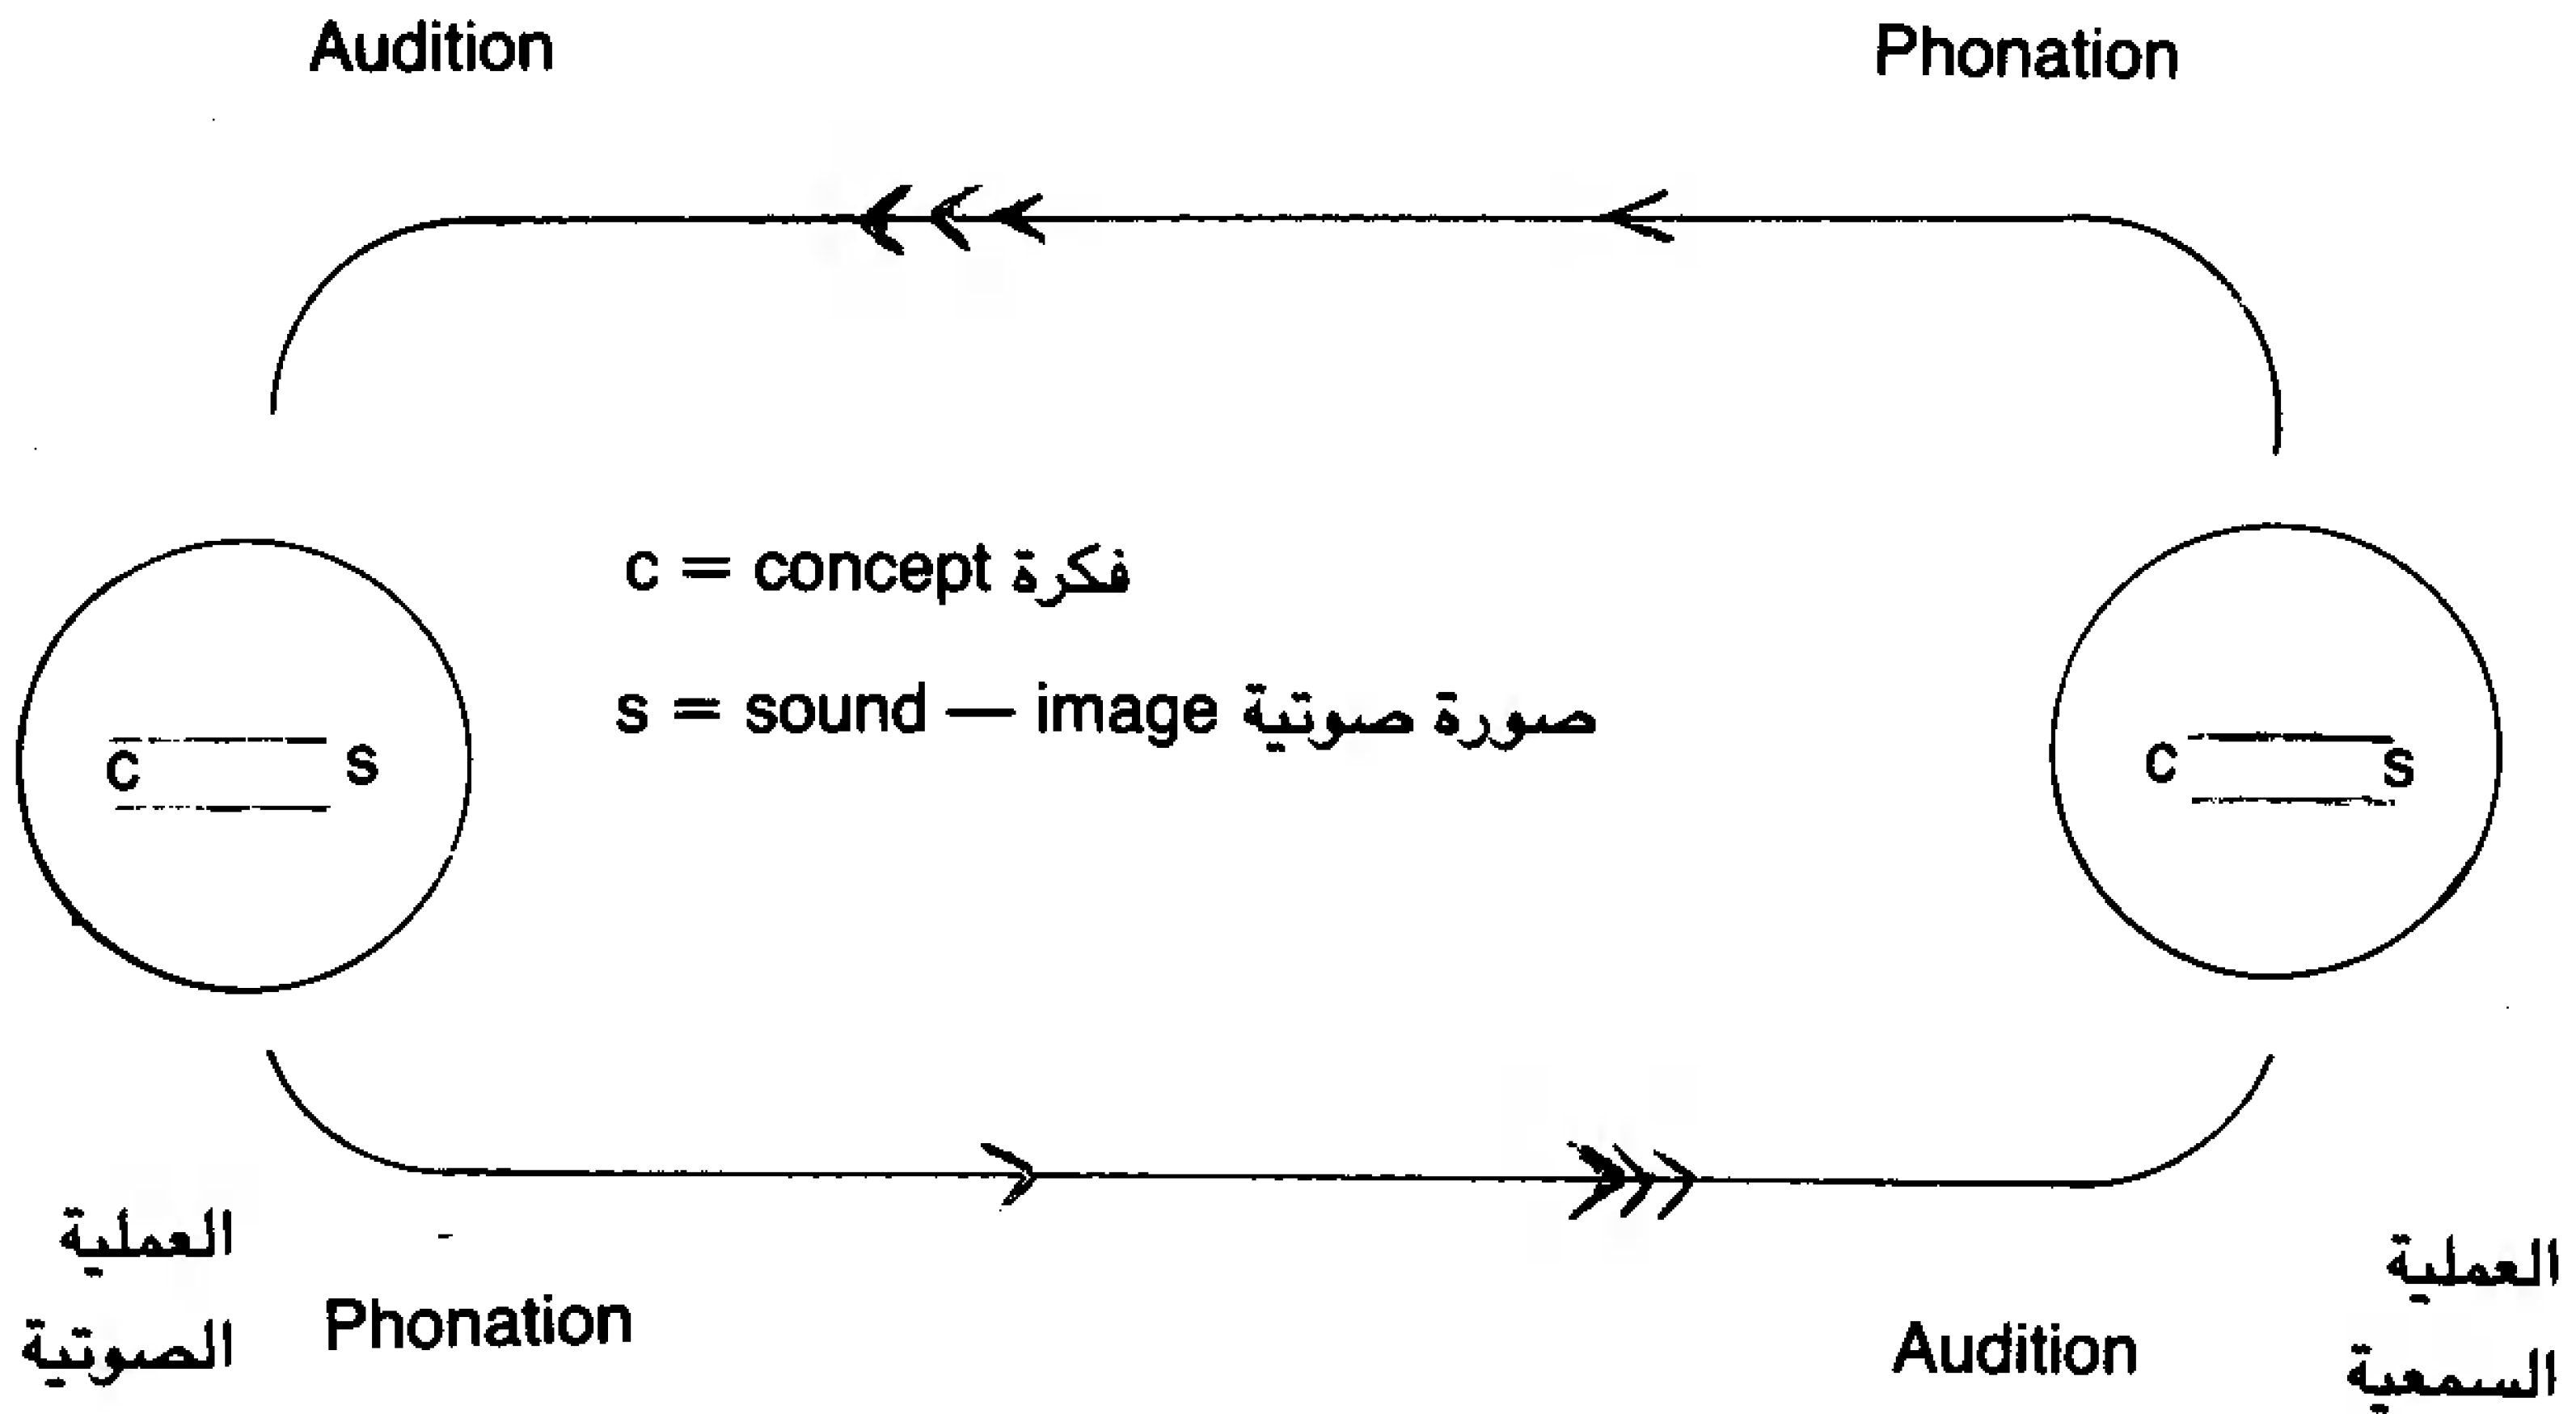 Audition
Phonation
c = concept فكرة
s = sound — image صورة صوتية
c s
c s
العملية
الصوتية
Phonation
Audition
العملية
السمعية